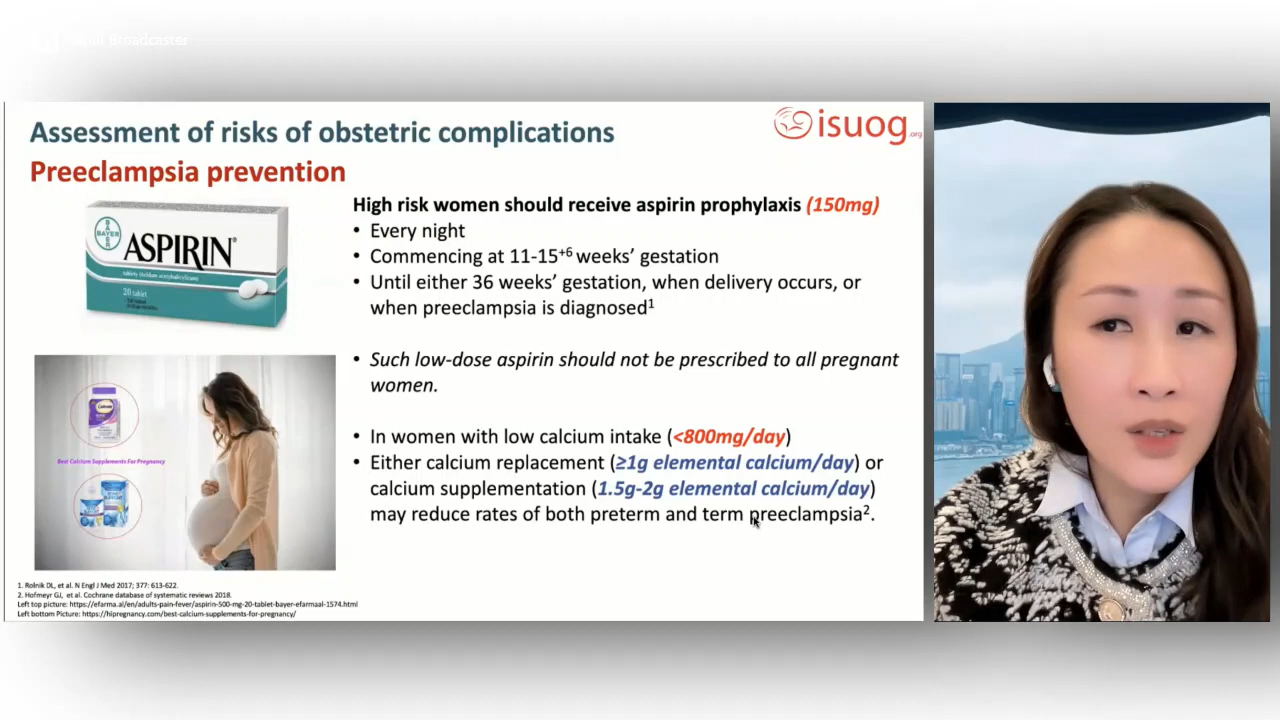 Broadcaster
Assessment of risks of obstetric complications
isuog.org
Preeclampsia prevention
High risk women should receive aspirin prophylaxis (150mg)
• Every night
• Commencing at 11-15+6 weeks’ gestation
• Until either 36 weeks’ gestation, when delivery occurs, or
when preeclampsia is diagnosed1
• Such low-dose aspirin should not be prescribed to all pregnant
women.
• In women with low calcium intake (<800mg/day)
• Either calcium replacement (≥1g elemental calcium/day) or
calcium supplementation (1.5g-2g elemental calcium/day)
may reduce rates of both preterm and term preeclampsia2.
BAYER
ASPIRIN®
20 tablet
Best Calcium Supplements For Pregnancy
1. Rolnik DL, et al. N Engl J Med 2017; 377: 613-622.
2. Hofmeyr GJ, et al. Cochrane database of systematic reviews 2018.
Left top picture: https://efarma.al/en/adults-pain-fever/aspirin-500-mg-20-tablet-bayer-efarmaal-1574.html
Left bottom Picture: https://hipregnancy.com/best-calcium-supplements-for-pregnancy/